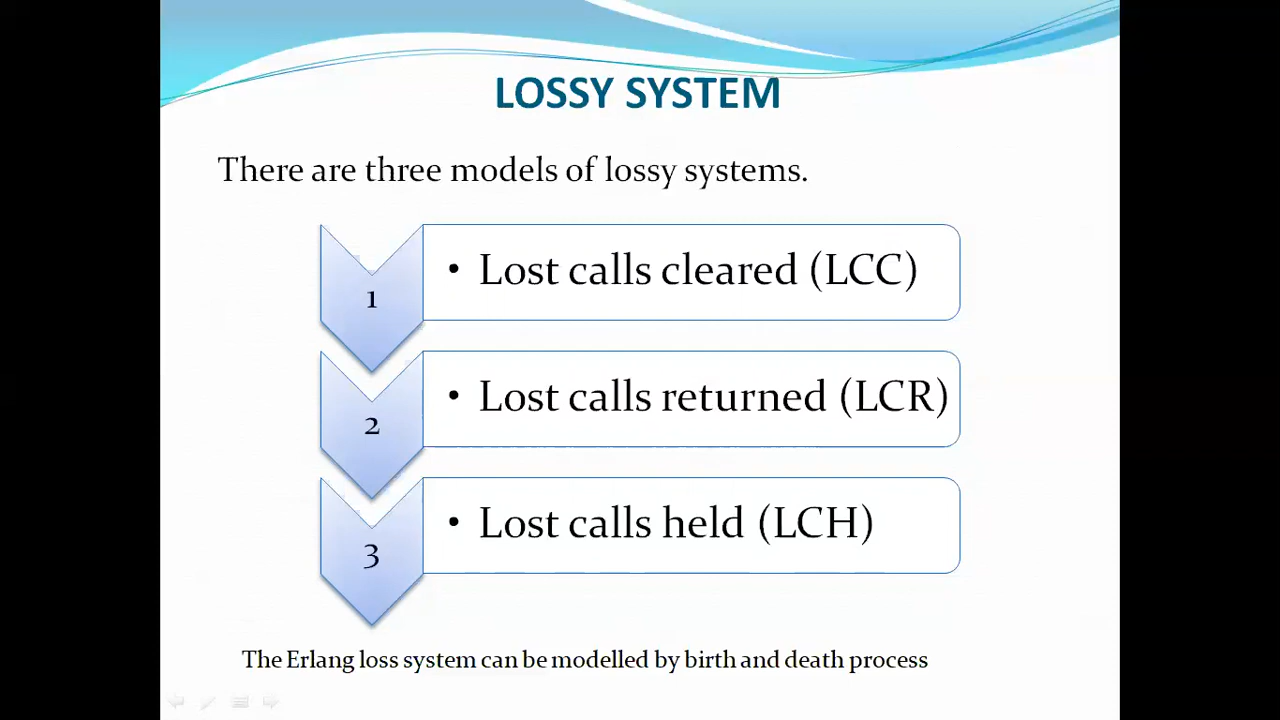 LOSSY SYSTEM
There are three models of lossy systems.
1
• Lost calls cleared (LCC)
2
• Lost calls returned (LCR)
3
• Lost calls held (LCH)
The Erlang loss system can be modelled by birth and death process